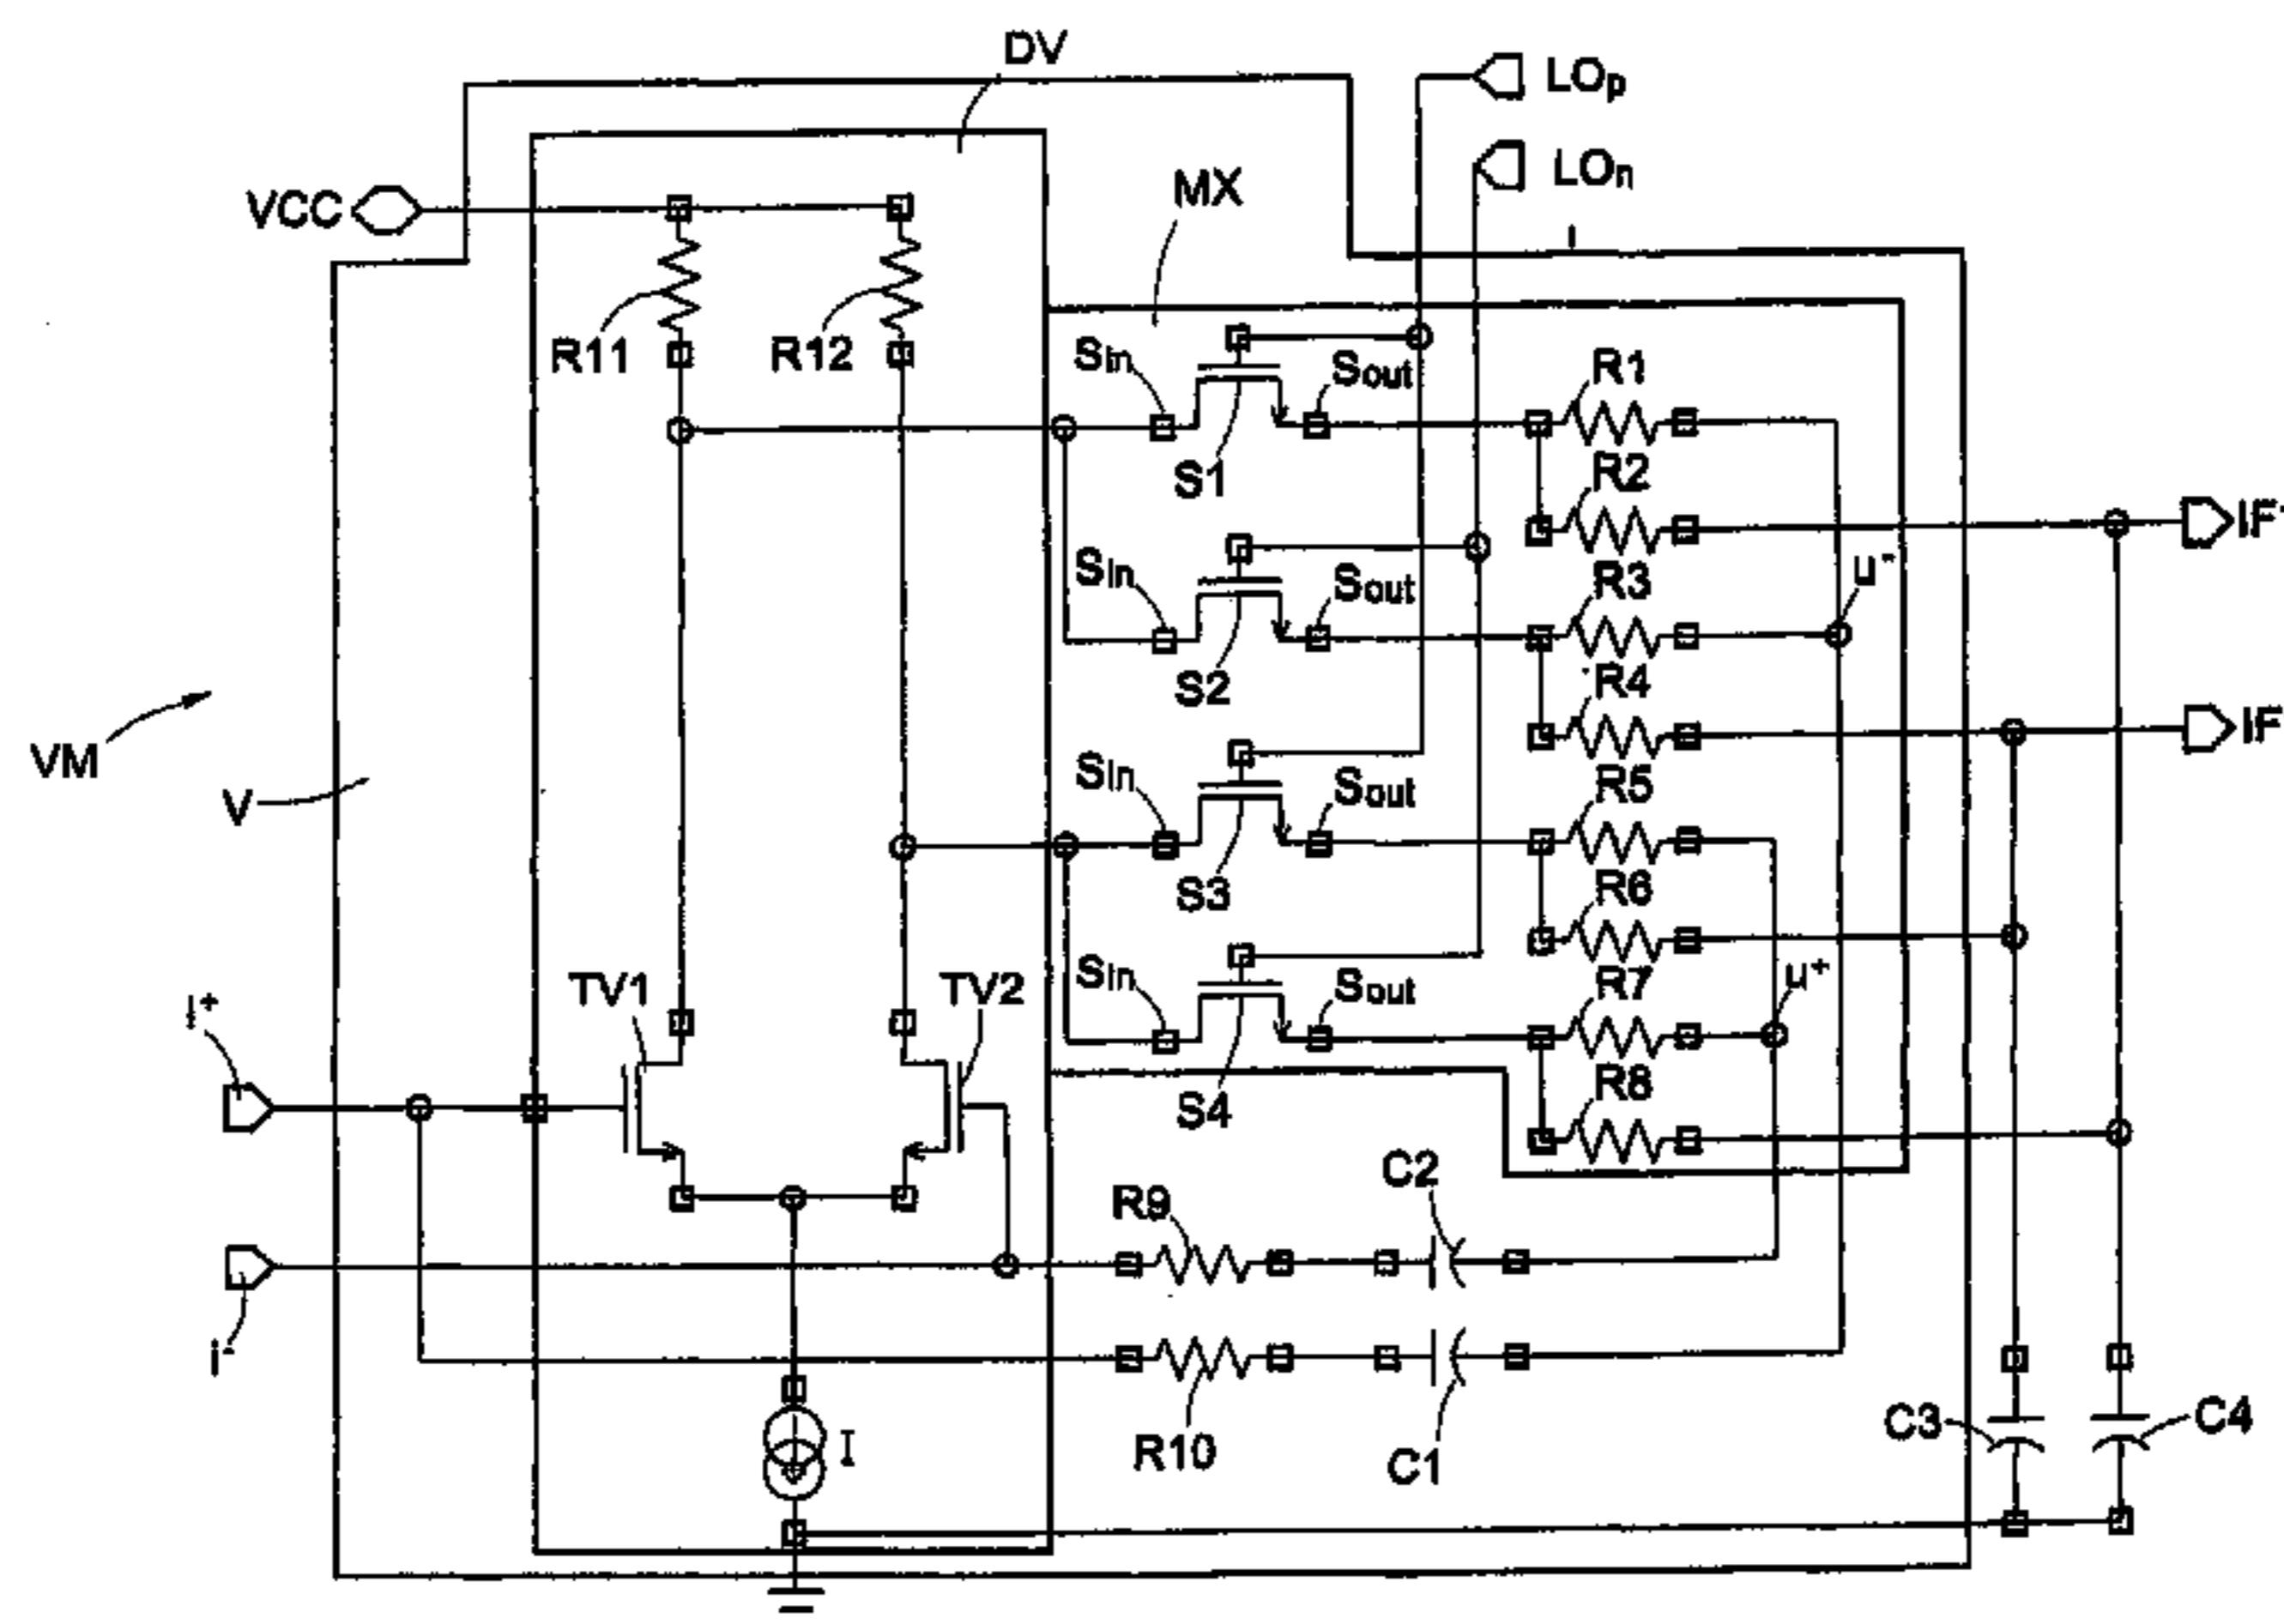 DV
LOp
LOn
MX
VCC
R11
R12
Sin
Sout
R1
S1
R2
IF
Sin
Sout
R3
u-
S2
R4
IF
VM
V
Sin
Sout
R5
S3
R6
i+
TV1
TV2
Sin
Sout
R7
u+
S4
R8
C2
R9
i-
I
R10
C1
C3
C4